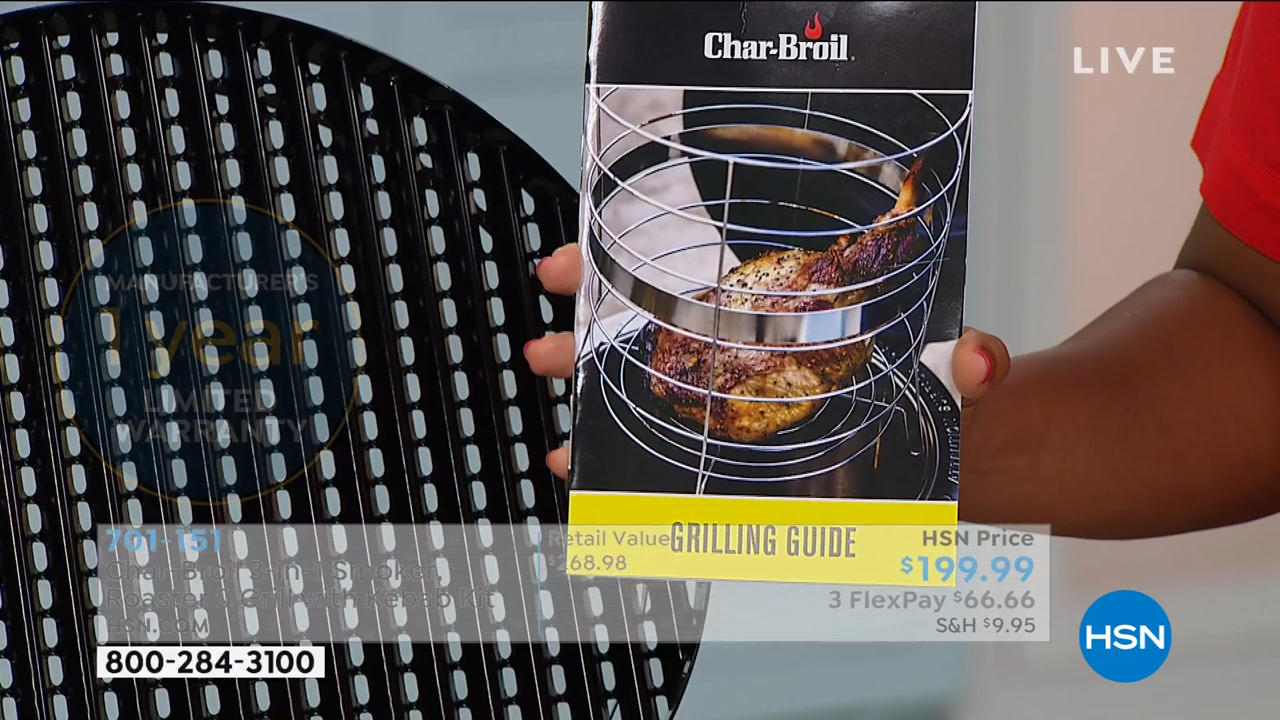 Char-Broil
LIVE
MANUFACTURER'S
1 year
LIMITED
WARRANTY
GRILLING GUIDE
701-151
Char-Broil 3-in-1 Smoker,
Roaster & Grill with Kebab Kit
HSN.COM
Retail Value
$268.98
HSN Price
$199.99
3 FlexPay $66.66
S&H $9.95
800-284-3100
HSN